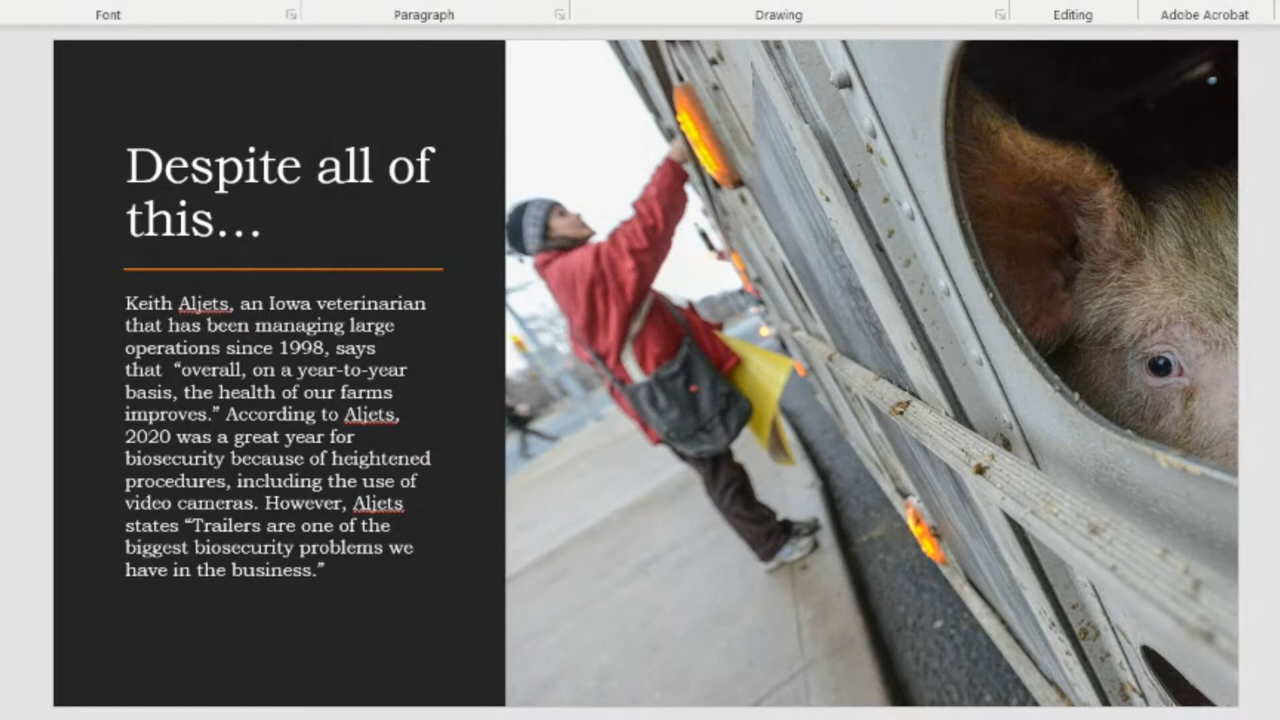 Font
Paragraph
Drawing
Editing
Adobe Acrobat
Despite all of
this...
Keith Aljets, an Iowa veterinarian
that has been managing large
operations since 1998, says
that “overall, on a year-to-year
basis, the health of our farms
improves.” According to Aljets,
2020 was a great year for
biosecurity because of heightened
procedures, including the use of
video cameras. However, Aljets
states “Trailers are one of the
biggest biosecurity problems we
have in the business.”